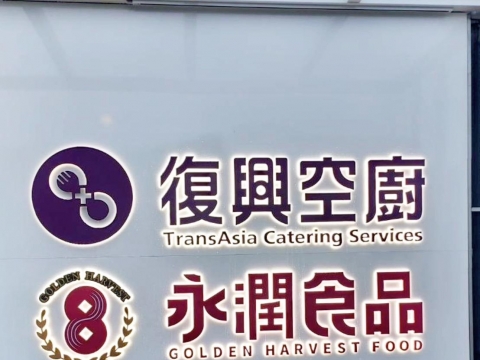 復興空廚
TransAsia Catering Services
GOLDEN HARVEST
永潤食品
GOLDEN HARVEST FOOD